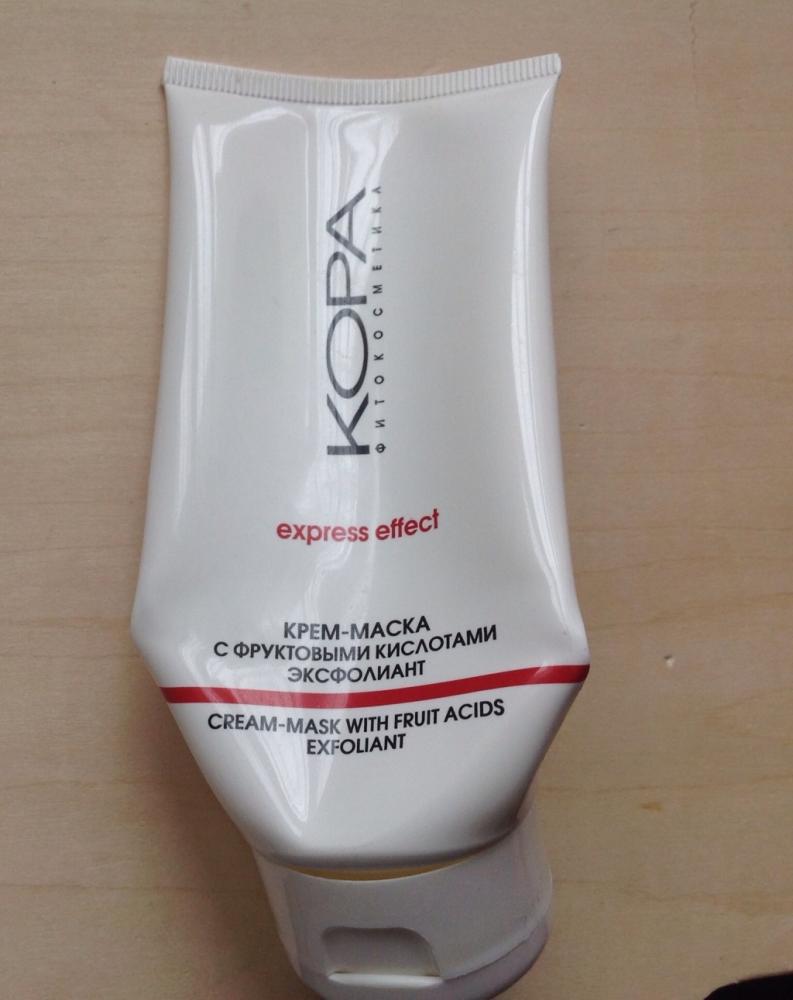 КОРА
ФИТОКОСМЕТИКА
express effect
КРЕМ-МАСКА
С ФРУКТОВЫМИ КИСЛОТАМИ
ЭКСФОЛИАНТ
CREAM-MASK WITH FRUIT ACIDS
EXFOLIANT